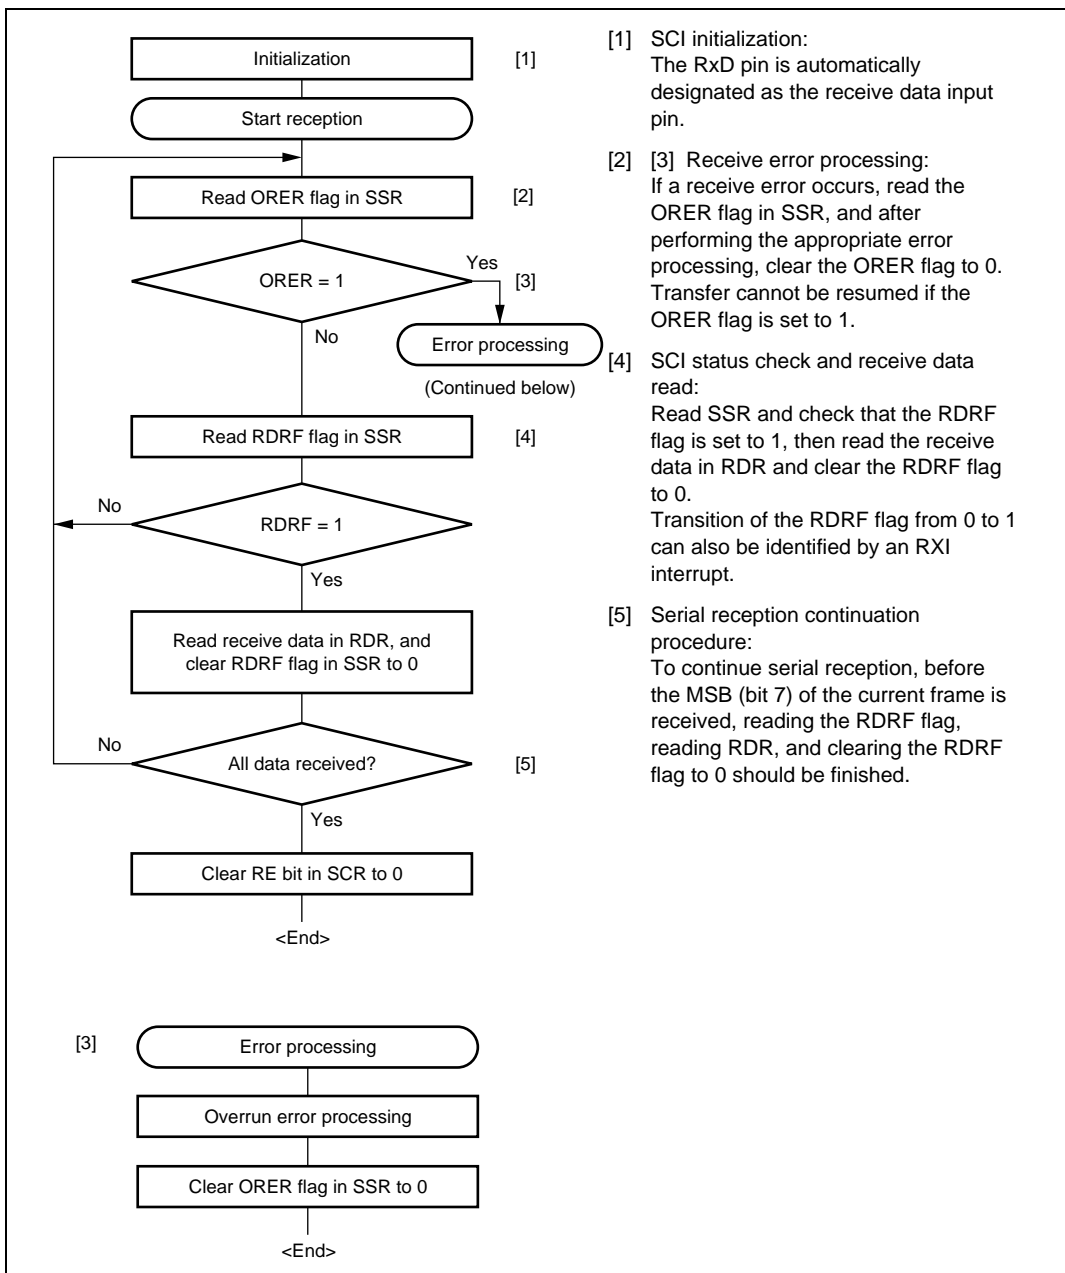 Initialization
[1]
Start reception
Read ORER flag in SSR
[2]
ORER = 1
Yes
[3]
No
Error processing
(Continued below)
Read RDRF flag in SSR
[4]
No
RDRF = 1
Yes
Read receive data in RDR, and
clear RDRF flag in SSR to 0
No
All data received?
[5]
Yes
Clear RE bit in SCR to 0
<End>
[3]
Error processing
Overrun error processing
Clear ORER flag in SSR to 0
<End>
[1] SCI initialization:
The RxD pin is automatically
designated as the receive data input
pin.
[2] [3] Receive error processing:
If a receive error occurs, read the
ORER flag in SSR, and after
performing the appropriate error
processing, clear the ORER flag to 0.
Transfer cannot be resumed if the
ORER flag is set to 1.
[4] SCI status check and receive data
read:
Read SSR and check that the RDRF
flag is set to 1, then read the receive
data in RDR and clear the RDRF flag
to 0.
Transition of the RDRF flag from 0 to 1
can also be identified by an RXI
interrupt.
[5] Serial reception continuation
procedure:
To continue serial reception, before
the MSB (bit 7) of the current frame is
received, reading the RDRF flag,
reading RDR, and clearing the RDRF
flag to 0 should be finished.